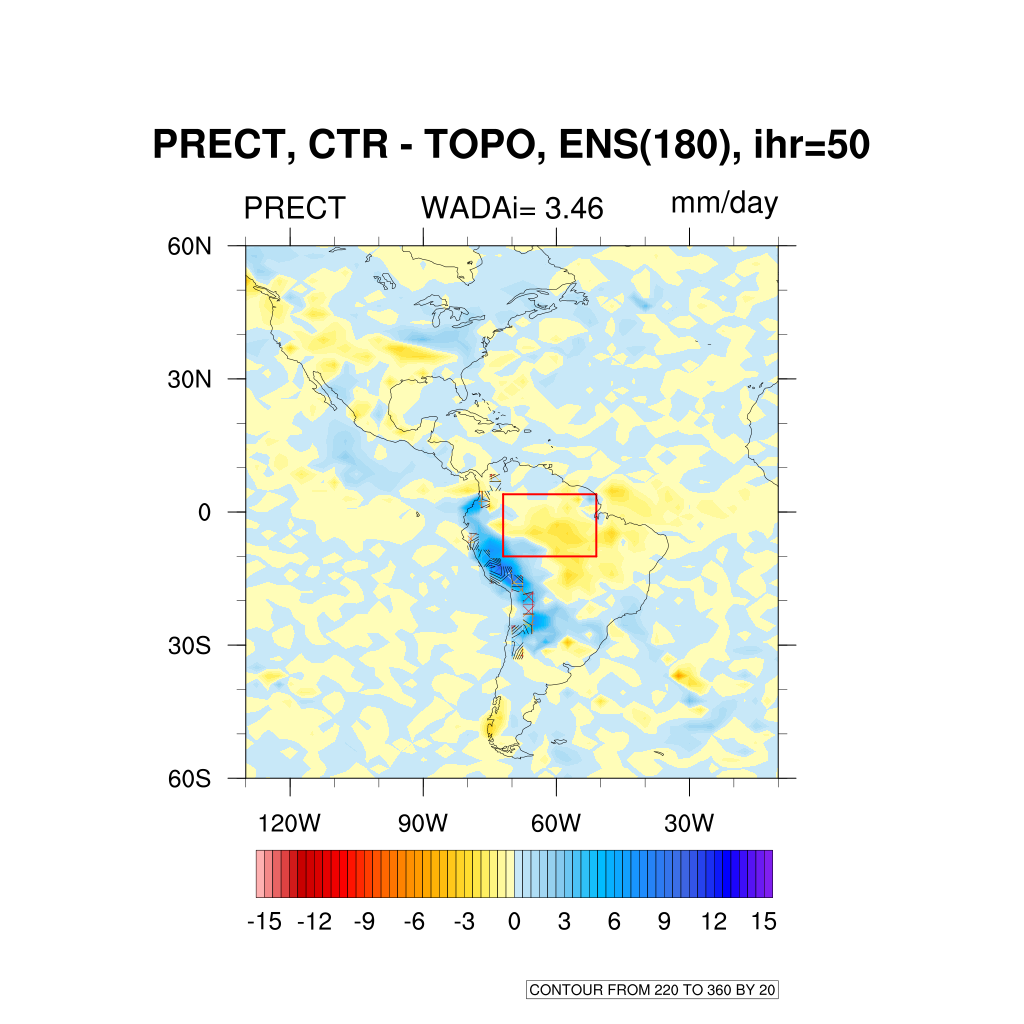 PRECT, CTR - TOPO, ENS(180), ihr=50
PRECT WADAi= 3.46 mm/day
60N
30N
0
30S
60S
120W 90W 60W 30W
-15 -12 -9 -6 -3 0 3 6 9 12 15
CONTOUR FROM 220 TO 360 BY 20